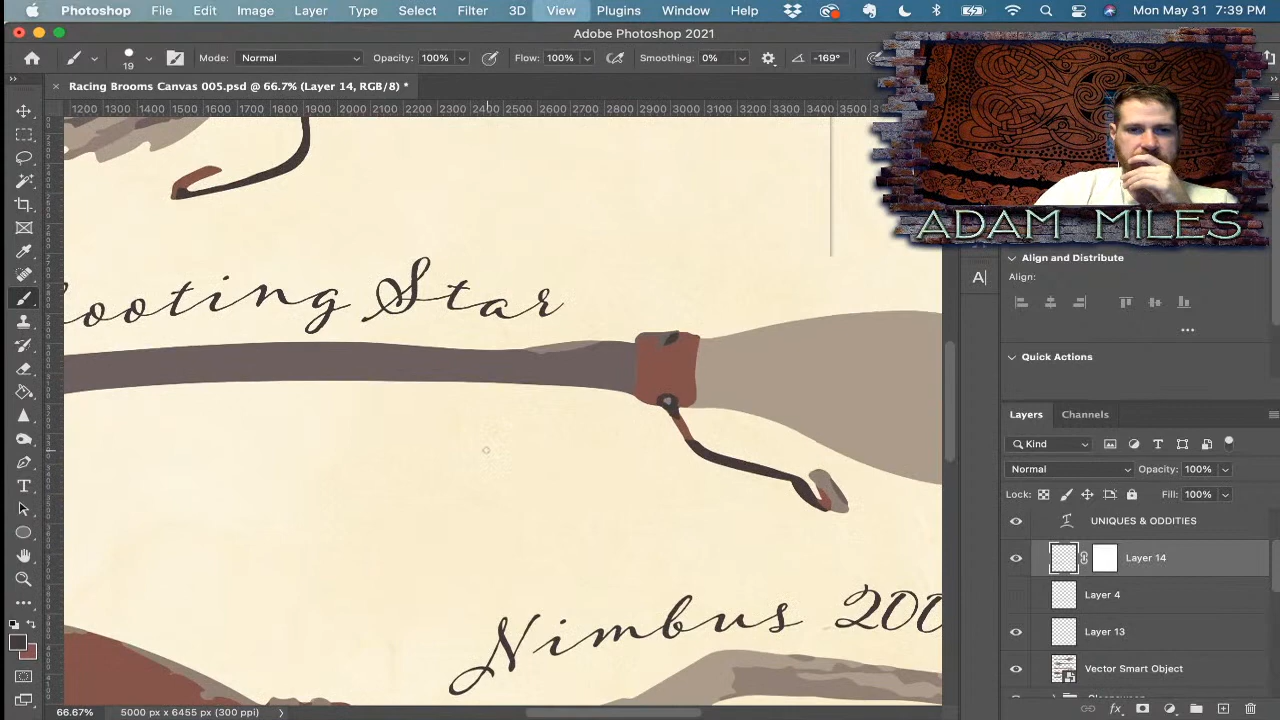 Photoshop File Edit Image Layer Type Select Filter 3D View Plugins Window Help Mon May 31 7:39 PM
Adobe Photoshop 2021
19 Mode: Normal Opacity: 100% Flow: 100% Smoothing: 0% -169°
Racing Brooms Canvas 005.psd @ 66.7% (Layer 14, RGB/8) *
1200 1300 1400 1500 1600 1700 1800 1900 2000 2100 2200 2300 2400 2500 2600 2700 2800 2900 3000 3100 3200 3300 3400 3500
ADAM MILES
Align and Distribute
Align:
Quick Actions
Layers Channels
Kind
Normal Opacity: 100%
Lock: Fill: 100%
UNIQUES & ODDITIES
Layer 14
Layer 4
Layer 13
Vector Smart Object
ooting Star
Nimbus 200
66.67% 5000 px x 6455 px (300 ppi)